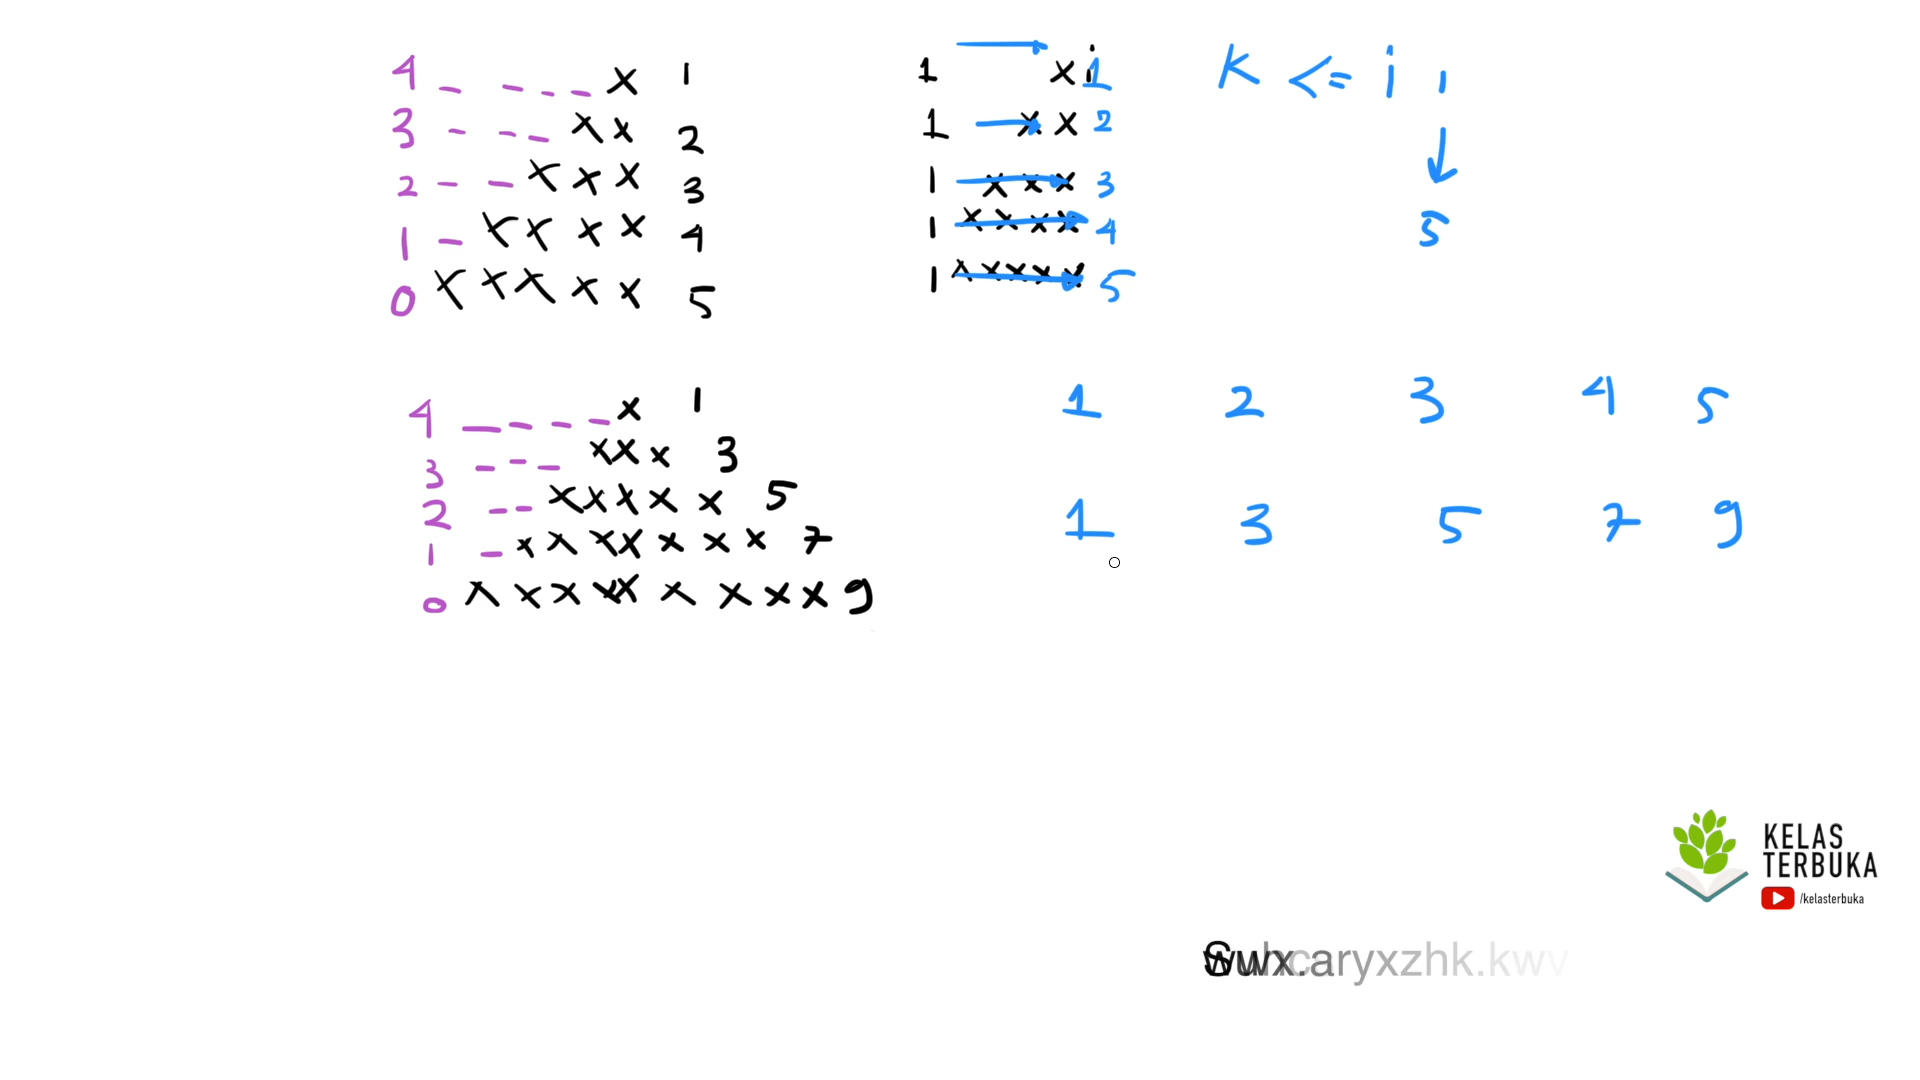 4 _ _ _ _ _ x 1
3 _ _ _ x x 2
2 _ _ x x x 3
1 _ x x x x 4
0 x x x x x 5
1 x i 1
1 x x 2
1 x x x 3
1 x x x x 4
1 x x x x x 5
K <= i
5
4 _ _ _ _ x 1
3 _ _ _ x x x 3
2 _ _ x x x x x 5
1 _ x x x x x x x 7
0 x x x x x x x x x 9
1 2 3 4 5
1 3 5 7 9
KELAS
TERBUKA
/kelasterbuka